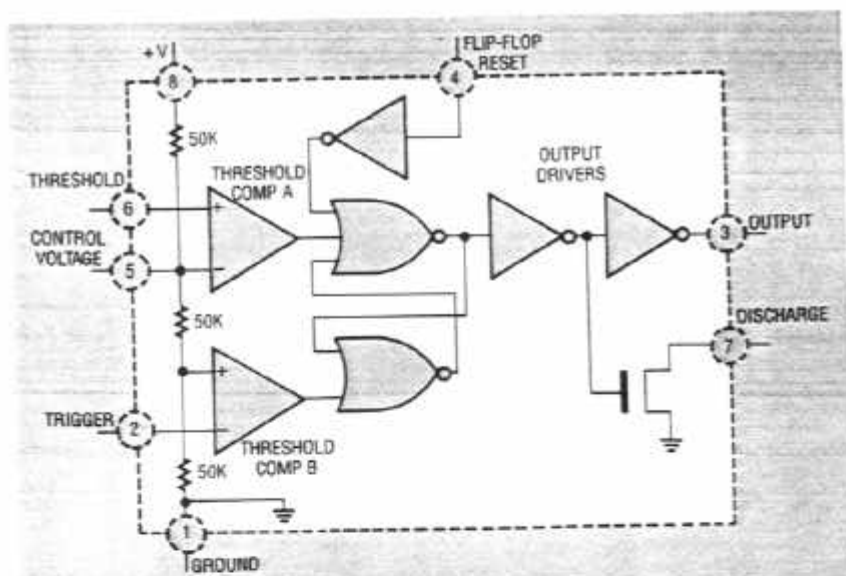 +V
8
FLIP-FLOP
RESET
4
50K
THRESHOLD
COMP A
OUTPUT
DRIVERS
THRESHOLD
6
+
3
OUTPUT
CONTROL
VOLTAGE
5
−
50K
DISCHARGE
7
+
TRIGGER
2
−
THRESHOLD
COMP B
50K
1
GROUND